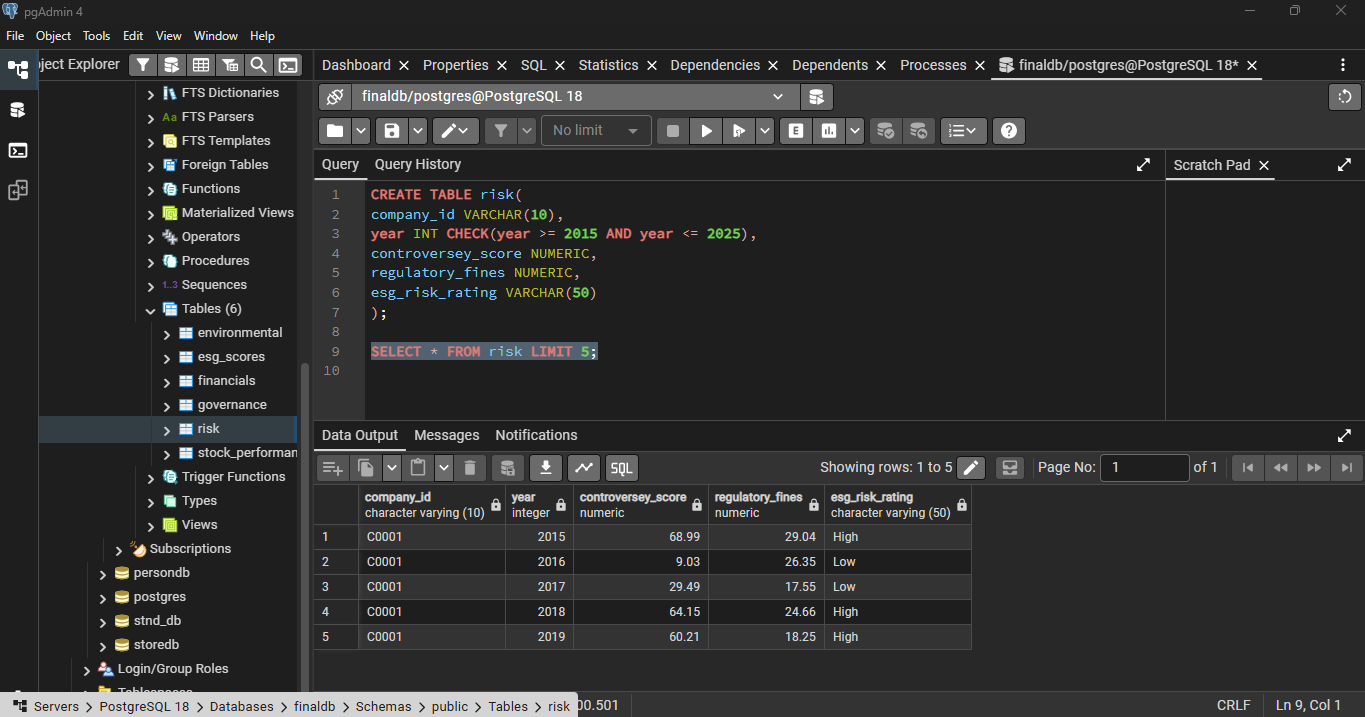 pgAdmin 4
File Object Tools Edit View Window Help
ject Explorer
Dashboard Properties SQL Statistics Dependencies Dependents Processes finaldb/postgres@PostgreSQL 18*
finaldb/postgres@PostgreSQL 18
No limit
E
FTS Dictionaries
Aa FTS Parsers
FTS Templates
Foreign Tables
Functions
Materialized Views
Operators
Procedures
1..3 Sequences
Tables (6)
environmental
esg_scores
financials
governance
risk
stock_performan
Trigger Functions
Types
Views
Subscriptions
persondb
postgres
stnd_db
storedb
Login/Group Roles
Query Query History
Scratch Pad
1 CREATE TABLE risk(
2 company_id VARCHAR(10),
3 year INT CHECK(year >= 2015 AND year <= 2025),
4 controversey_score NUMERIC,
5 regulatory_fines NUMERIC,
6 esg_risk_rating VARCHAR(50)
7 );
8
9 SELECT * FROM risk LIMIT 5;
10
Data Output Messages Notifications
SQL
Showing rows: 1 to 5
Page No: 1 of 1
company_id year controversey_score regulatory_fines esg_risk_rating
character varying (10) integer numeric numeric character varying (50)
1 C0001 2015 68.99 29.04 High
2 C0001 2016 9.03 26.35 Low
3 C0001 2017 29.49 17.55 Low
4 C0001 2018 64.15 24.66 High
5 C0001 2019 60.21 18.25 High
Servers > PostgreSQL 18 > Databases > finaldb > Schemas > public > Tables > risk
00.501
CRLF
Ln 9, Col 1